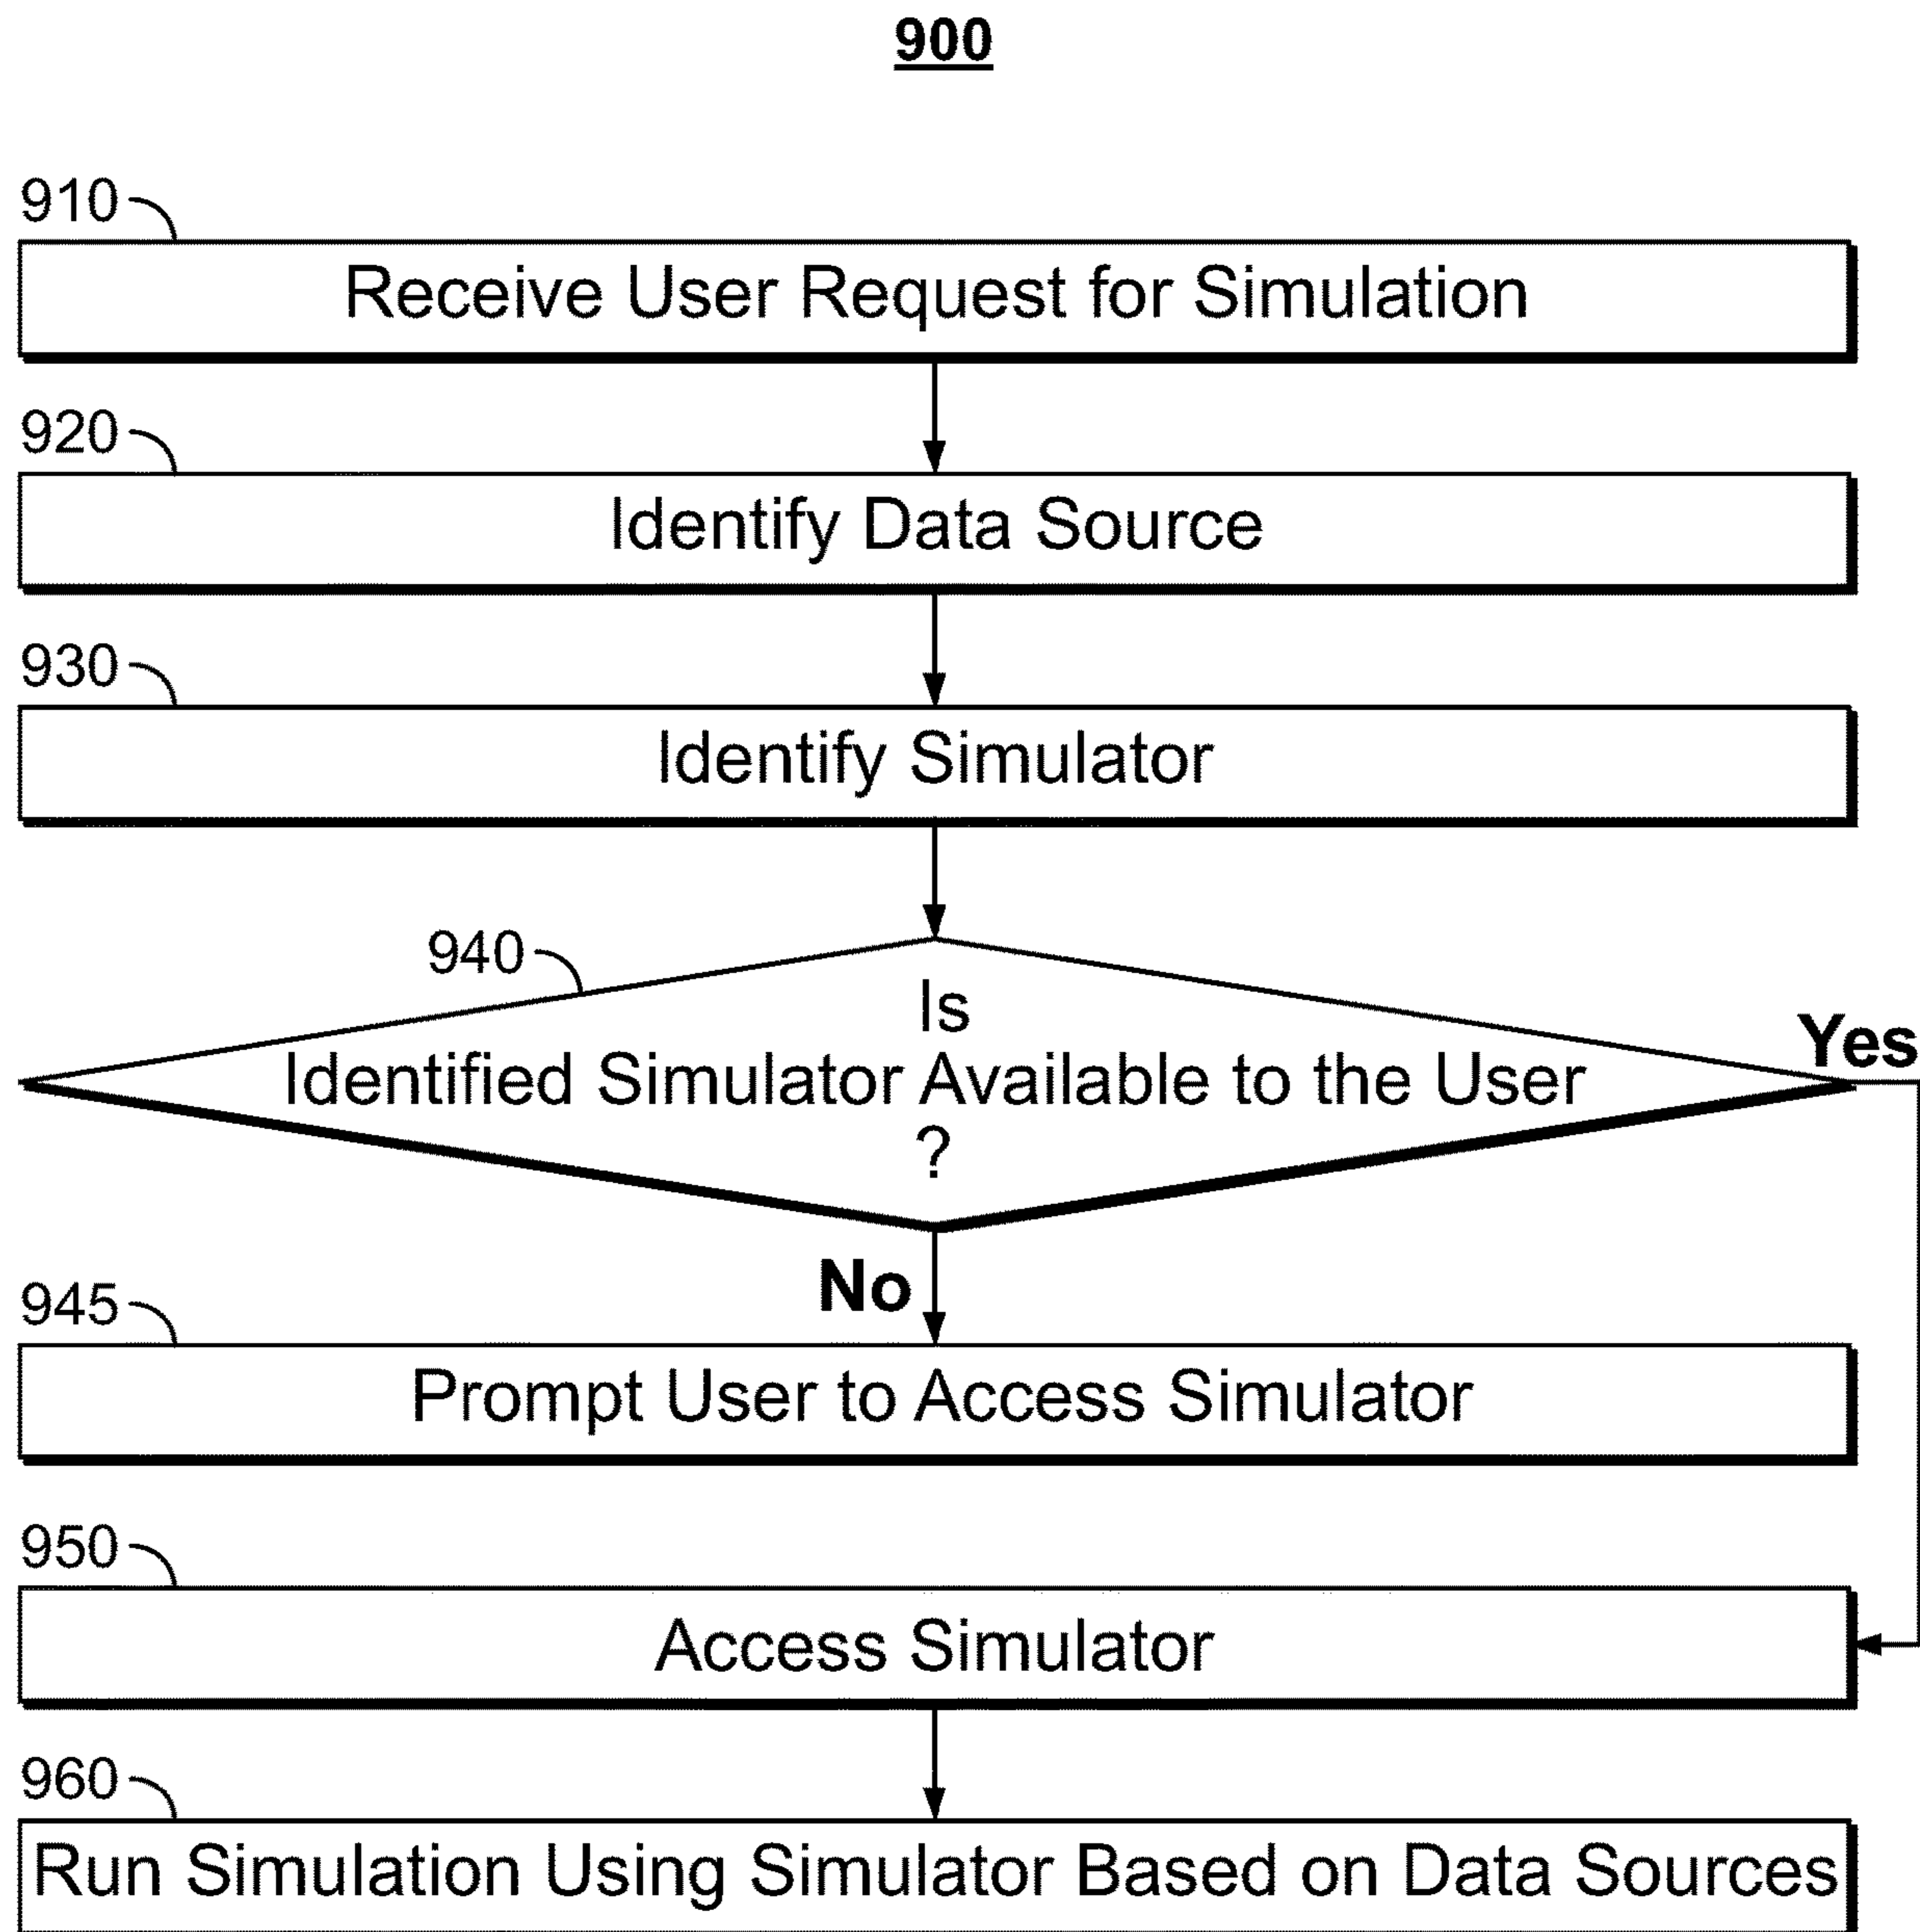 900
910
Receive User Request for Simulation
920
Identify Data Source
930
Identify Simulator
940
Is
Identified Simulator Available to the User
?
Yes
No
945
Prompt User to Access Simulator
950
Access Simulator
960
Run Simulation Using Simulator Based on Data Sources